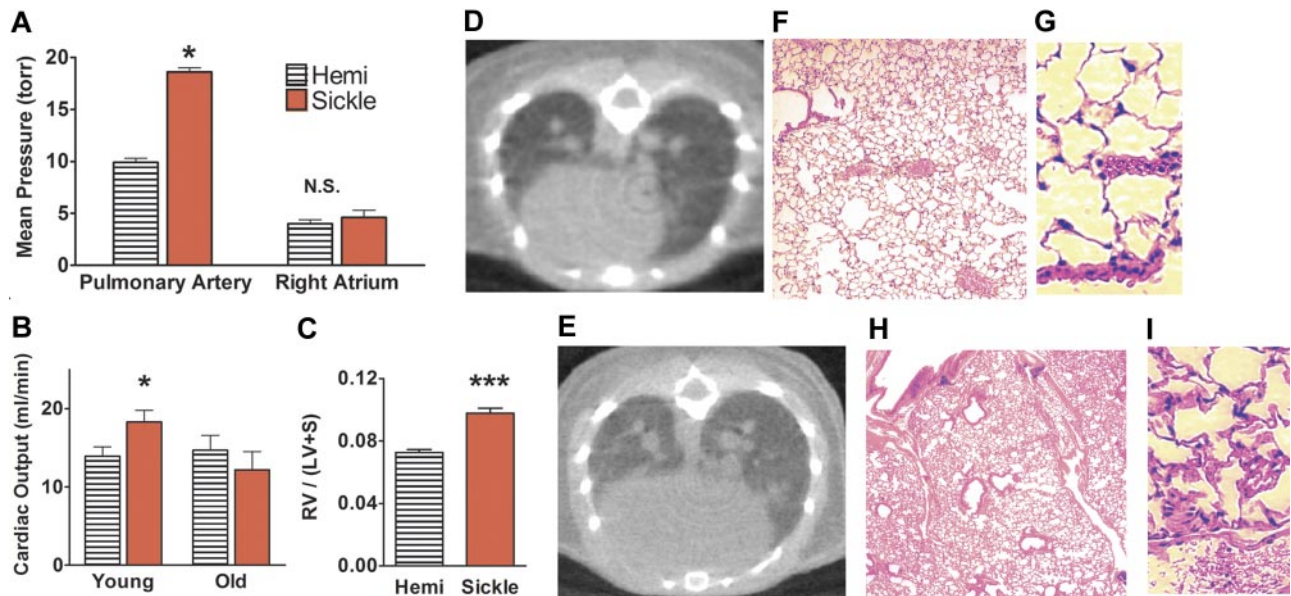 A
Mean Pressure (torr)
20
15
10
5
0
*
N.S.
Hemi
Sickle
Pulmonary Artery
Right Atrium
B
Cardiac Output (ml/min)
20
10
0
*
Young
Old
C
RV / (LV+S)
0.12
0.08
0.04
0.00
***
Hemi
Sickle
D
E
F
G
H
I